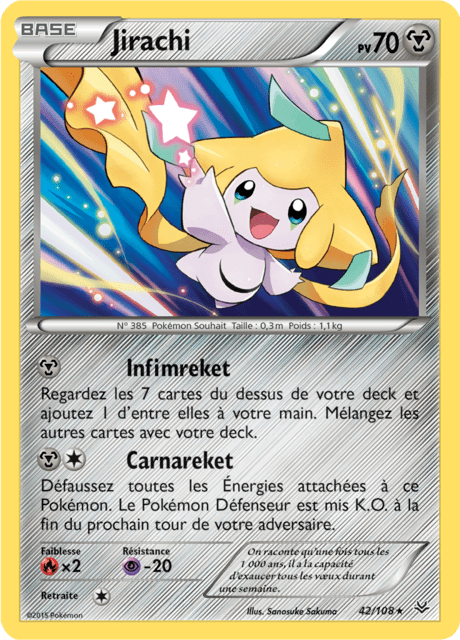 BASE
Jirachi
PV70
N° 385 Pokémon Souhait Taille : 0,3m Poids : 1,1kg
Infimreket
Regardez les 7 cartes du dessus de votre deck et
ajoutez 1 d'entre elles à votre main. Mélangez les
autres cartes avec votre deck.
Carnareket
Défaussez toutes les Énergies attachées à ce
Pokémon. Le Pokémon Défenseur est mis K.O. à la
fin du prochain tour de votre adversaire.
Faiblesse
×2
Résistance
-20
Retraite
On raconte qu'une fois tous les
1 000 ans, il a la capacité
d'exaucer tous les vœux durant
une semaine.
©2015 Pokémon
Illus. Sanosuke Sakuma
42/108